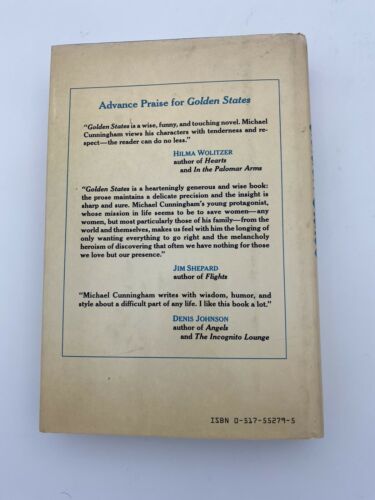 Advance Praise for Golden States
"Golden States is a wise, funny, and touching novel. Michael
Cunningham views his characters with tenderness and re-
spect—the reader can do no less."
HILMA WOLITZER
author of Hearts
and In the Palomar Arms
"Golden States is a hearteningly generous and wise book:
the prose maintains a delicate precision and the insight is
sharp and sure. Michael Cunningham's young protagonist,
whose mission in life seems to be to save women—any
women, but most particularly those of his family—from the
world and themselves, makes us feel with him the longing of
only wanting everything to go right and the melancholy
heroism of discovering that often we have nothing for those
we love but our presence."
JIM SHEPARD
author of Flights
"Michael Cunningham writes with wisdom, humor, and
style about a difficult part of any life. I like this book a lot."
DENIS JOHNSON
author of Angels
and The Incognito Lounge
ISBN 0-517-55279-5